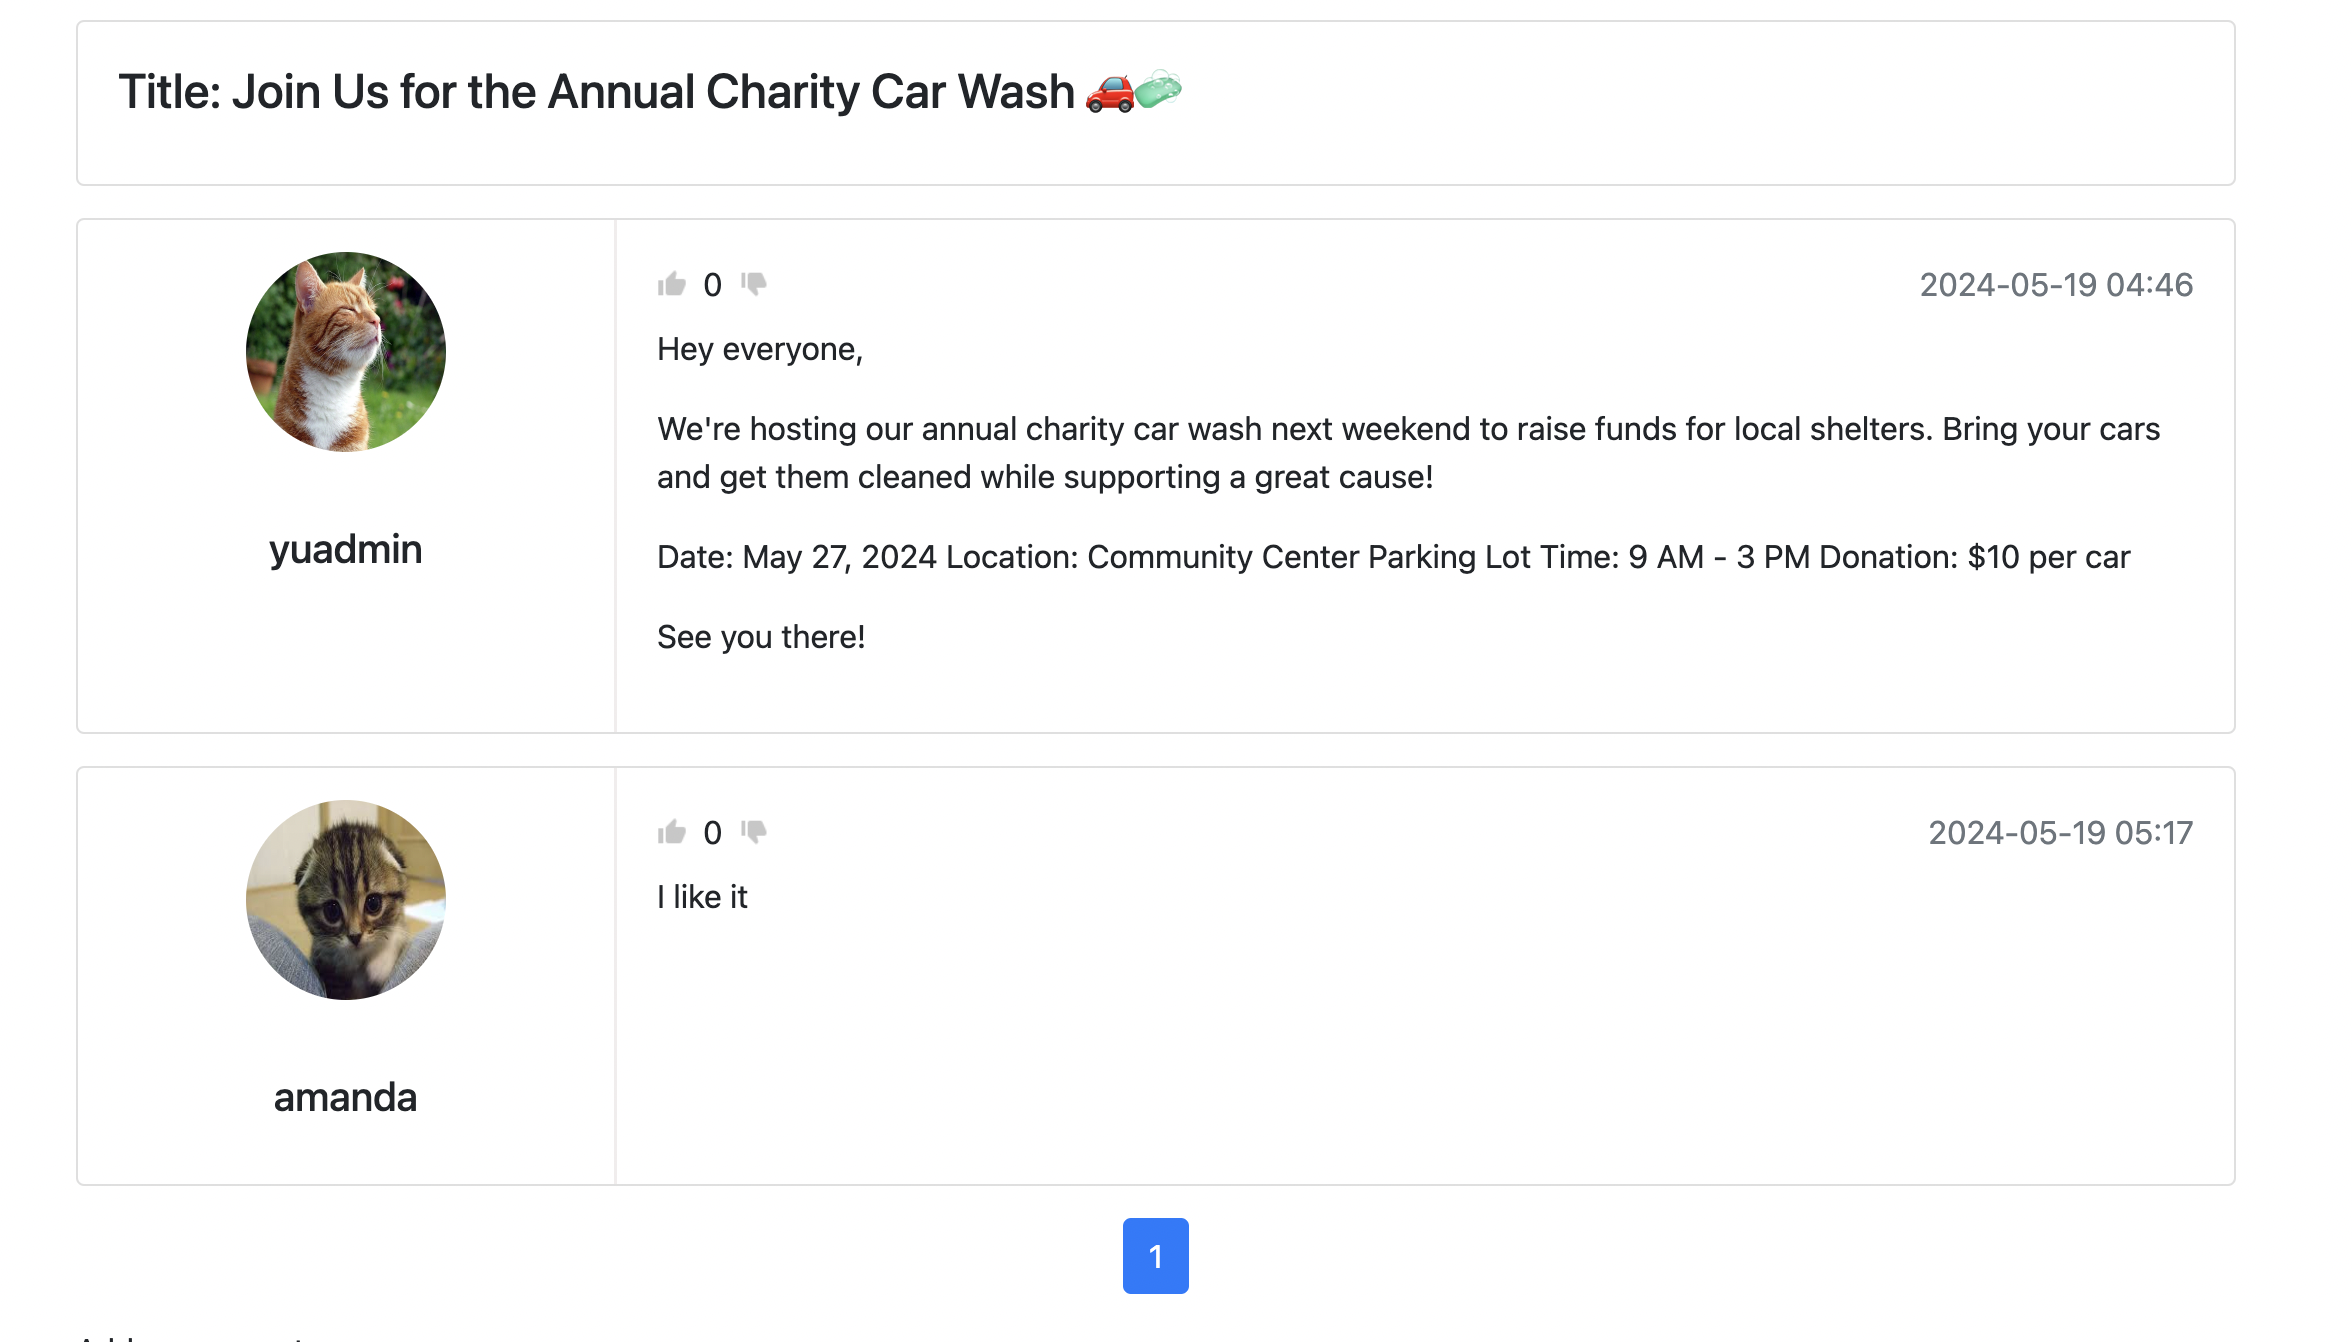 Title: Join Us for the Annual Charity Car Wash 🚗🧼
0
2024-05-19 04:46
Hey everyone,
We're hosting our annual charity car wash next weekend to raise funds for local shelters. Bring your cars
and get them cleaned while supporting a great cause!
Date: May 27, 2024 Location: Community Center Parking Lot Time: 9 AM - 3 PM Donation: $10 per car
See you there!
yuadmin
0
2024-05-19 05:17
I like it
amanda
1